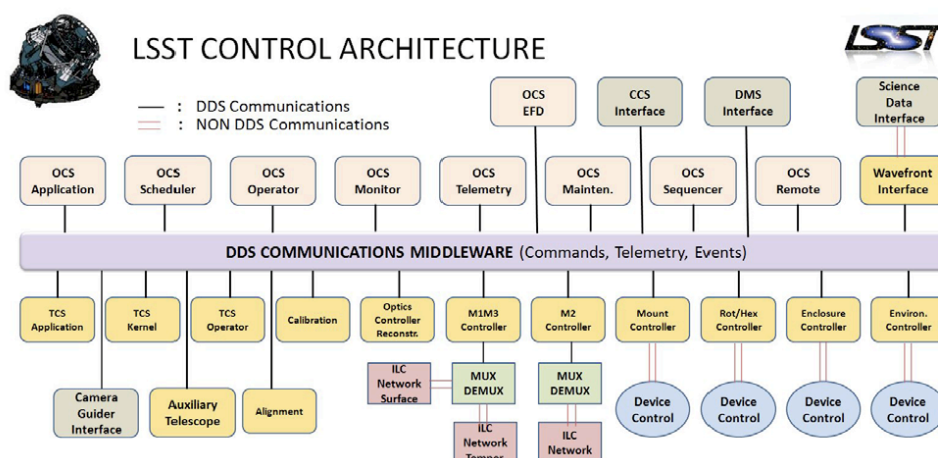 LSST CONTROL ARCHITECTURE
LSST
— : DDS Communications
= : NON DDS Communications
OCS
EFD
CCS
Interface
DMS
Interface
Science
Data
Interface
OCS
Application
OCS
Scheduler
OCS
Operator
OCS
Monitor
OCS
Telemetry
OCS
Mainten.
OCS
Sequencer
OCS
Remote
Wavefront
Interface
DDS COMMUNICATIONS MIDDLEWARE (Commands, Telemetry, Events)
TCS
Application
TCS
Kernel
TCS
Operator
Calibration
Optics
Controller
Reconstr.
M1M3
Controller
M2
Controller
Mount
Controller
Rot/Hex
Controller
Enclosure
Controller
Environ.
Controller
Camera
Guider
Interface
Auxiliary
Telescope
Alignment
ILC
Network
Surface
MUX
DEMUX
MUX
DEMUX
Device
Control
Device
Control
Device
Control
Device
Control
ILC
Network
ILC
Network